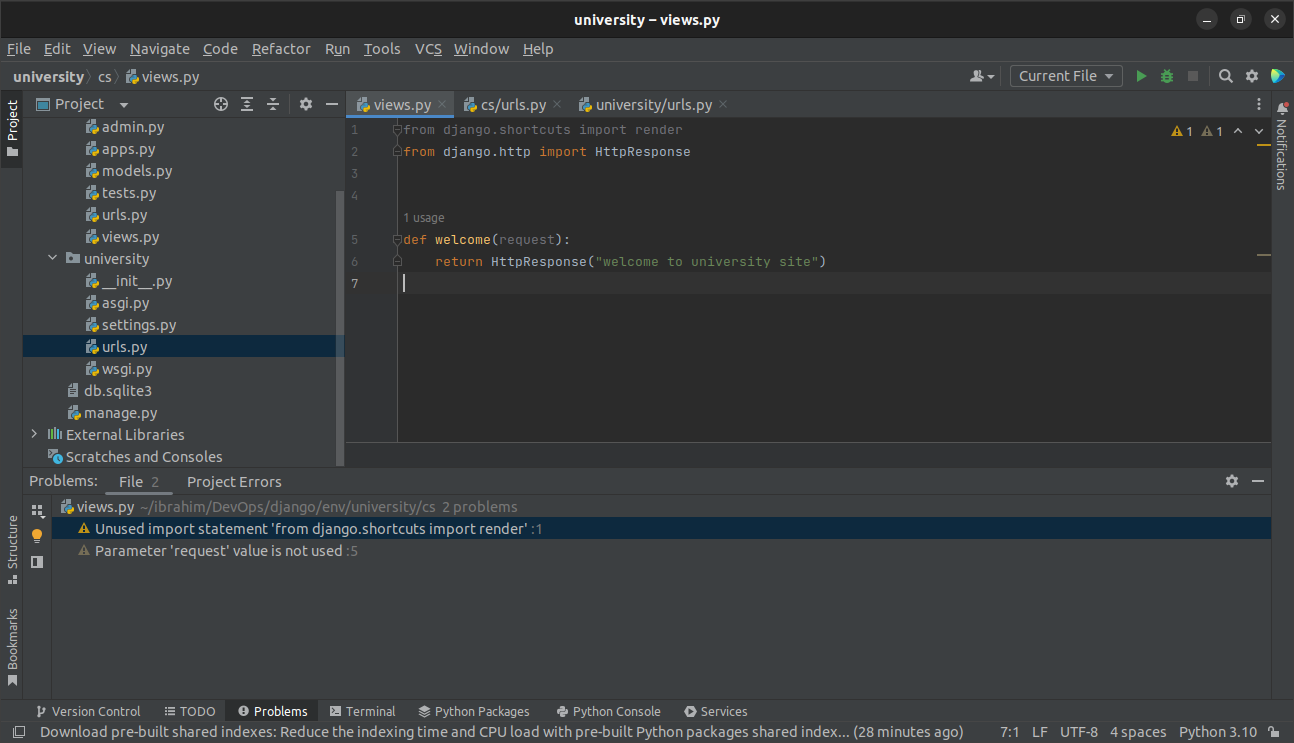 university – views.py
File Edit View Navigate Code Refactor Run Tools VCS Window Help
university cs views.py Current File
Project
Project
views.py cs/urls.py university/urls.py
Notifications
admin.py
apps.py
models.py
tests.py
urls.py
views.py
university
__init__.py
asgi.py
settings.py
urls.py
wsgi.py
db.sqlite3
manage.py
External Libraries
Scratches and Consoles
1 from django.shortcuts import render 1 1
2 from django.http import HttpResponse
3
4
1 usage
5 def welcome(request):
6 return HttpResponse("welcome to university site")
7
Problems: File 2 Project Errors
views.py ~/ibrahim/DevOps/django/env/university/cs 2 problems
Unused import statement 'from django.shortcuts import render' :1
Parameter 'request' value is not used :5
Structure
Bookmarks
Version Control TODO Problems Terminal Python Packages Python Console Services
Download pre-built shared indexes: Reduce the indexing time and CPU load with pre-built Python packages shared index... (28 minutes ago) 7:1 LF UTF-8 4 spaces Python 3.10